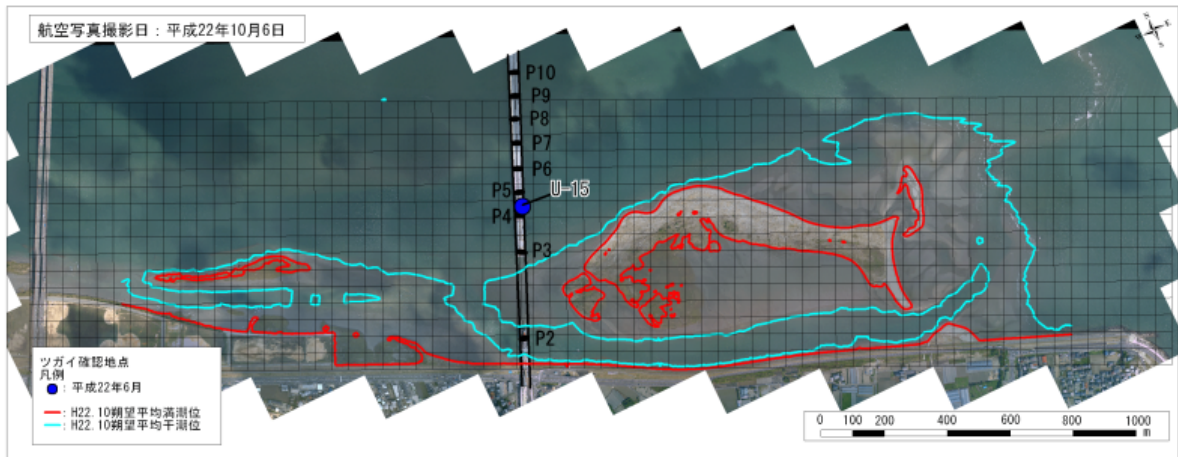 航空写真撮影日：平成22年10月6日
N
E
W
S
P10
P9
P8
P7
P6
P5
U-15
P4
P3
P2
ツガイ確認地点
凡例
：平成22年6月
：H22.10朔望平均満潮位
：H22.10朔望平均干潮位
0 100 200 400 600 800 1000
m